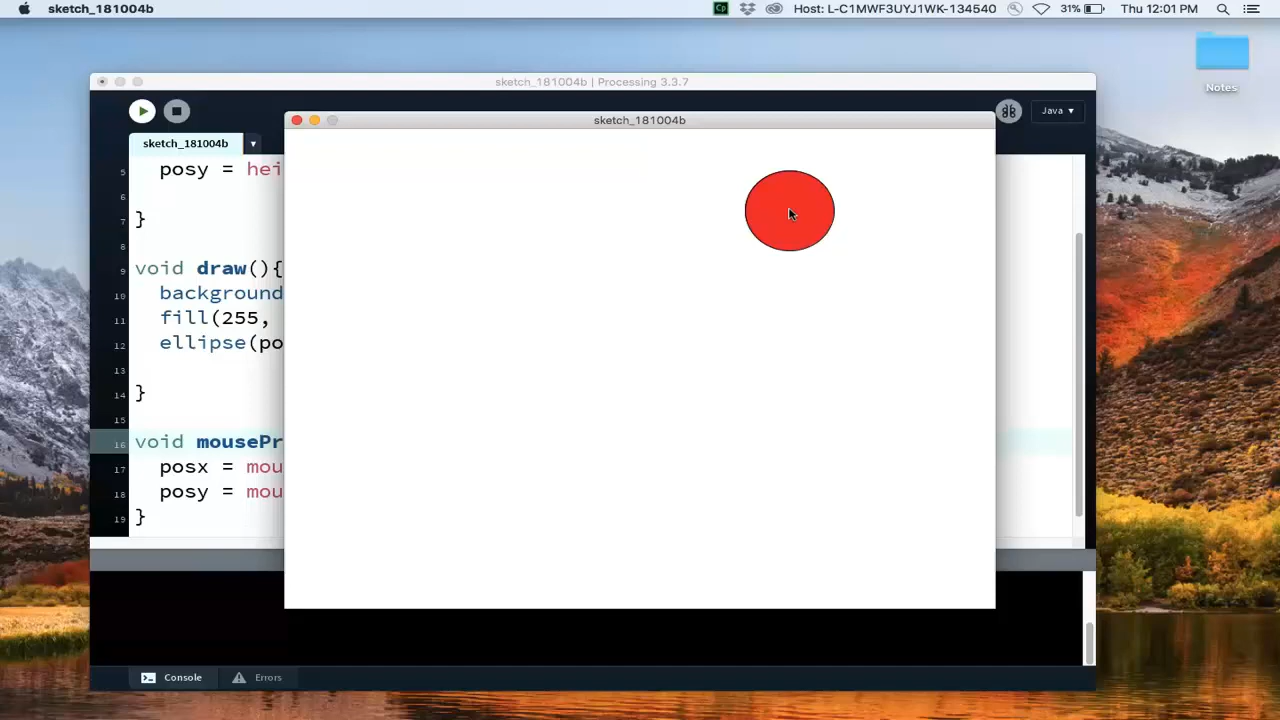 sketch_181004b
Host: L-C1MWF3UYJ1WK-134540
31%
Thu 12:01 PM
Cp
Notes
sketch_181004b | Processing 3.3.7
Java ▾
sketch_181004b
sketch_181004b
5 posy = hei
6
7 }
8
9 void draw(){
10 background
11 fill(255,
12 ellipse(po
13
14 }
15
16 void mousePr
17 posx = mou
18 posy = mou
19 }
Console
Errors